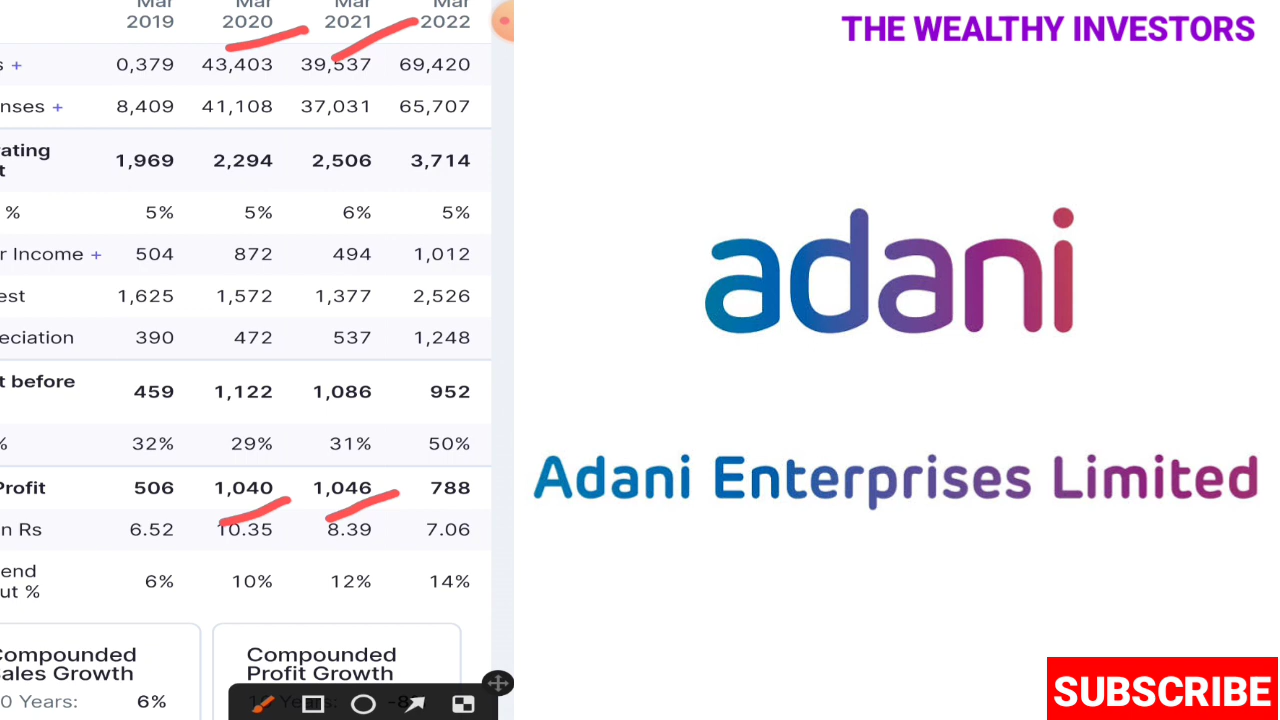 Mar Mar Mar Mar
2019 2020 2021 2022
s + 0,379 43,403 39,537 69,420
nses + 8,409 41,108 37,031 65,707
ating
t 1,969 2,294 2,506 3,714
% 5% 5% 6% 5%
r Income + 504 872 494 1,012
est 1,625 1,572 1,377 2,526
eciation 390 472 537 1,248
t before 459 1,122 1,086 952
% 32% 29% 31% 50%
Profit 506 1,040 1,046 788
n Rs 6.52 10.35 8.39 7.06
end
ut % 6% 10% 12% 14%
Compounded
Sales Growth
0 Years: 6%
Compounded
Profit Growth
THE WEALTHY INVESTORS
adani
Adani Enterprises Limited
SUBSCRIBE